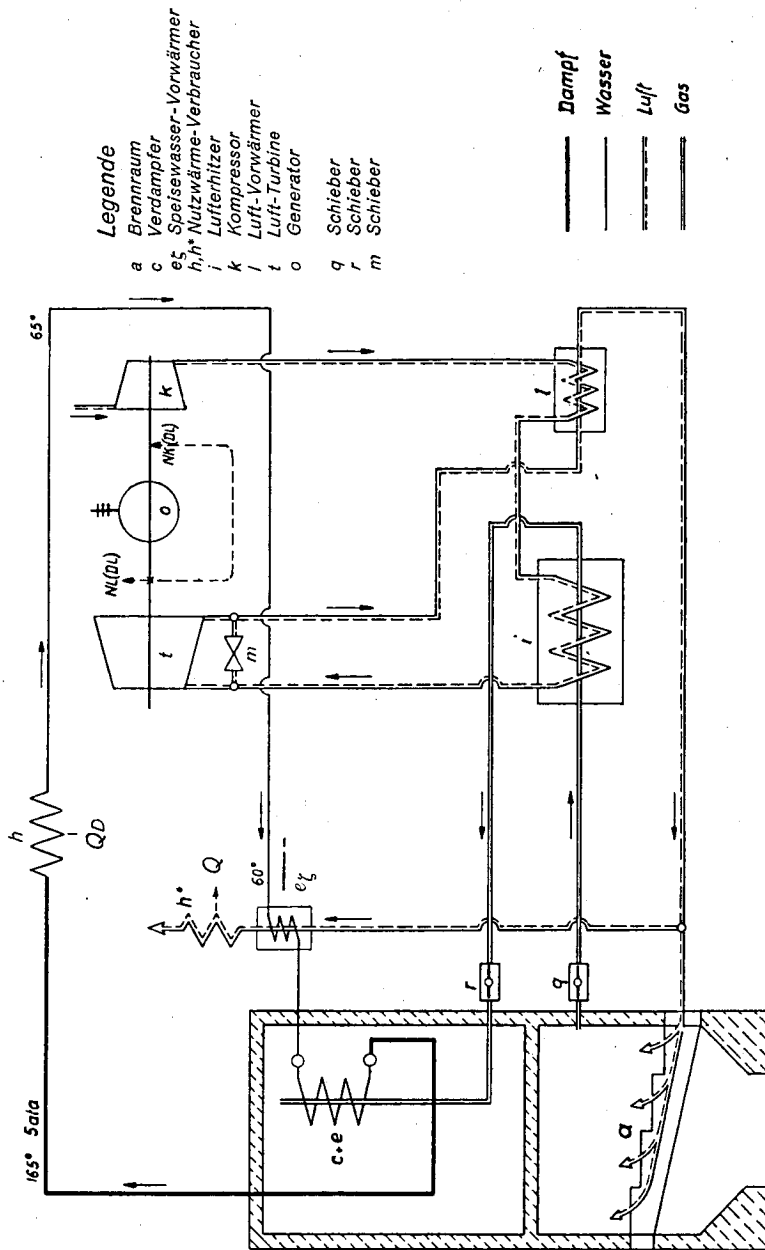 Legende
a Brennraum
c Verdampfer
eζ Speisewasser-Vorwärmer
h,h* Nutzwärme-Verbraucher
i Lufterhitzer
k Kompressor
l Luft-Vorwärmer
t Luft-Turbine
o Generator
q Schieber
r Schieber
m Schieber
Dampf
Wasser
Luft
Gas
165° 5ata
h
QD
65°
NL(DL)
NK(DL)
o
k
t
m
h*
Q
60°
eζ
i
l
r
q
c+e
a